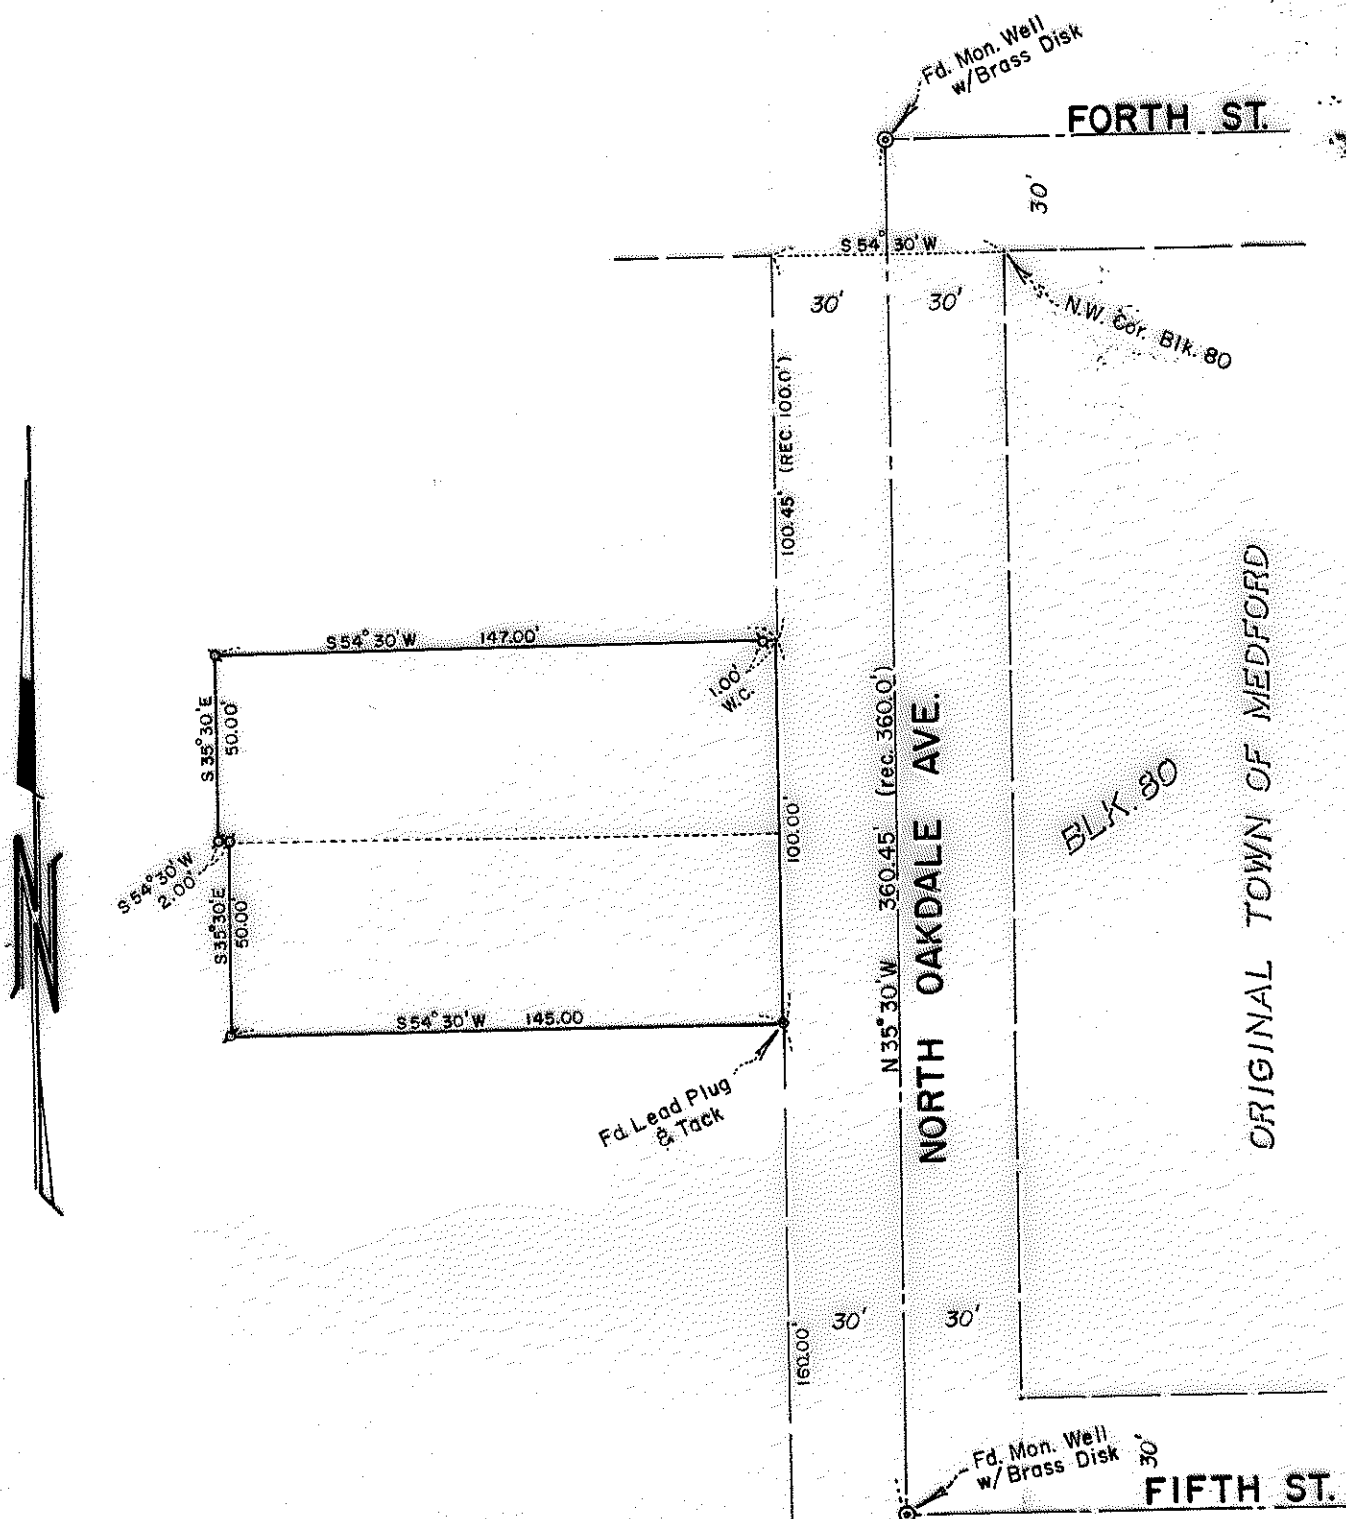 Fd. Mon. Well
w/Brass Disk
FORTH ST.
30'
S 54° 30' W
30'
30'
N.W. Cor. Blk. 80
100.45' (REC. 100.0')
S 54° 30' W 147.00'
1.00'
W.C.
S 35° 30' E
50.00'
S 54° 30' W
2.00'
S 35° 30' E
50.00'
100.00'
N 35° 30' W 360.45' (rec. 360.0')
NORTH OAKDALE AVE.
BLK. 80
ORIGINAL TOWN OF MEDFORD
N
S 54° 30' W 145.00
Fd. Lead Plug
& Tack
30'
30'
160.00'
Fd. Mon. Well
w/ Brass Disk
30'
FIFTH ST.